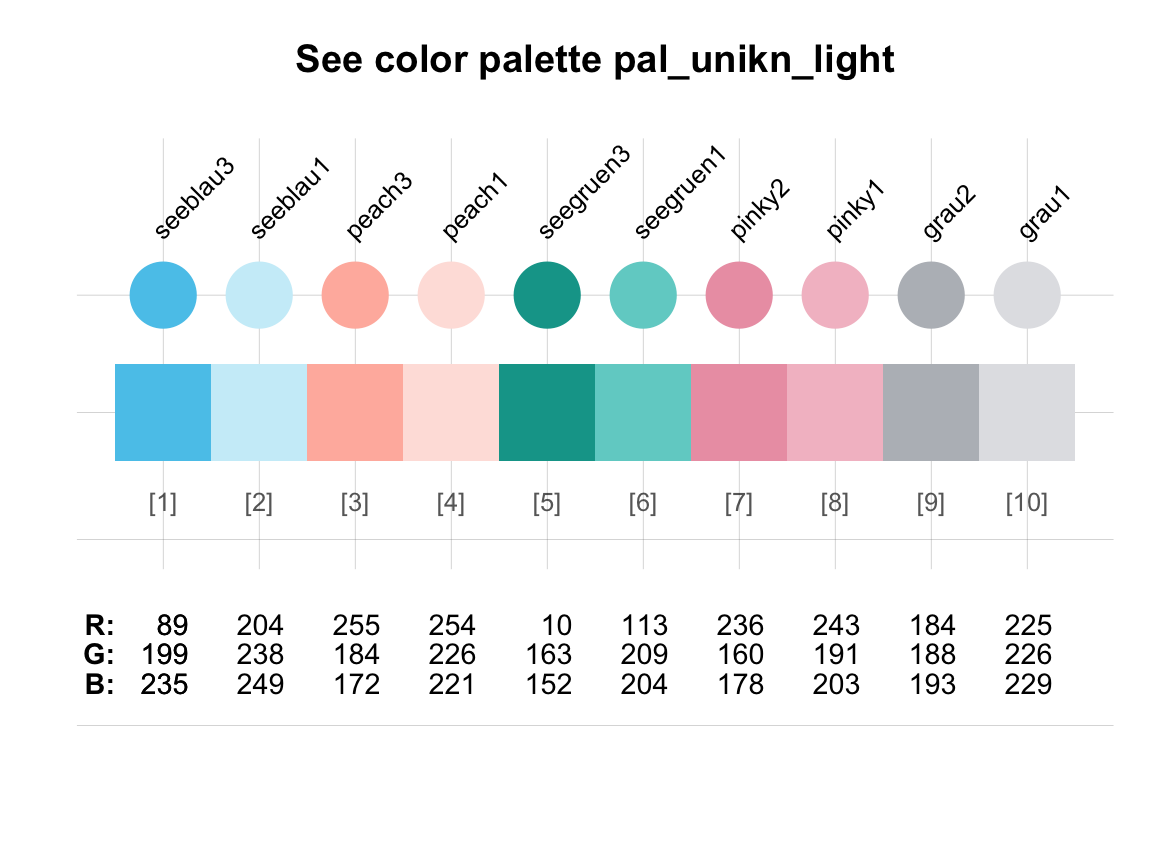 See color palette pal_unikn_light
seeblau3 seeblau1 peach3 peach1 seegruen3 seegruen1 pinky2 pinky1 grau2 grau1
[1] [2] [3] [4] [5] [6] [7] [8] [9] [10]
R: 89 204 255 254 10 113 236 243 184 225
G: 199 238 184 226 163 209 160 191 188 226
B: 235 249 172 221 152 204 178 203 193 229